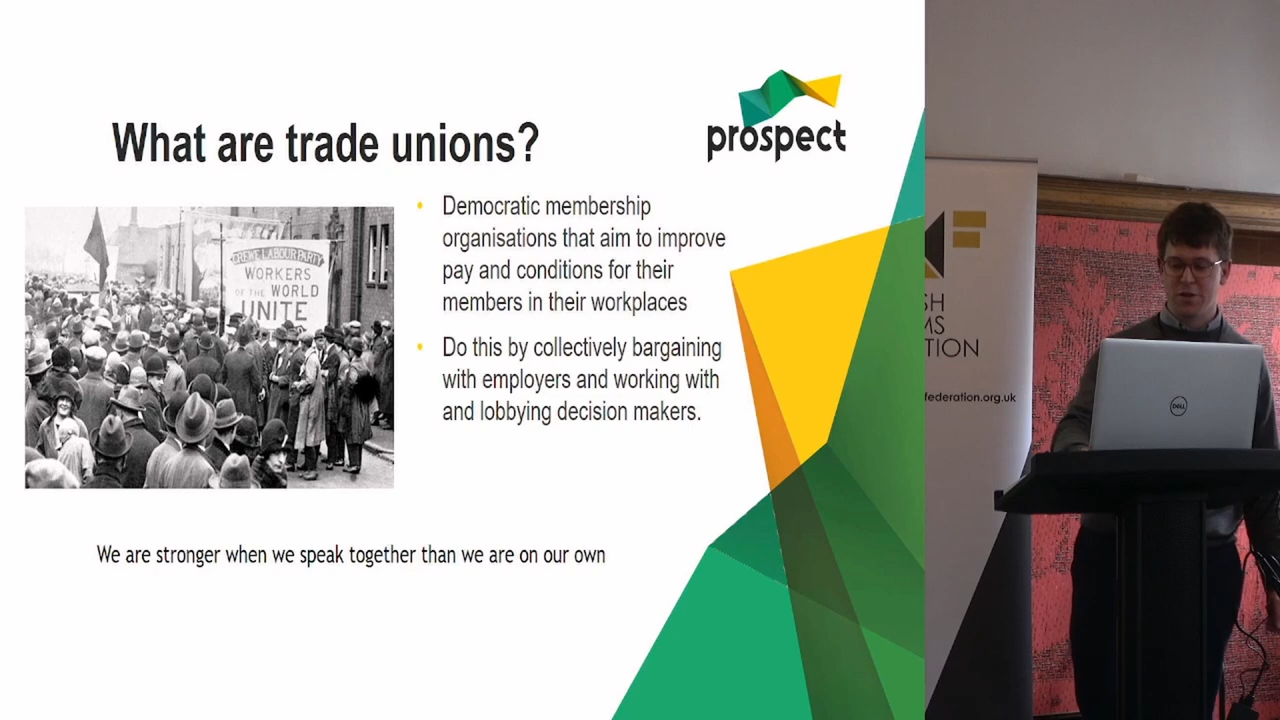 What are trade unions?
prospect
Democratic membership
organisations that aim to improve
pay and conditions for their
members in their workplaces
Do this by collectively bargaining
with employers and working with
and lobbying decision makers.
CREWE LABOUR PARTY
WORKERS
OF THE WORLD
UNITE
We are stronger when we speak together than we are on our own
SH
MS
TION
federation.org.uk
DELL